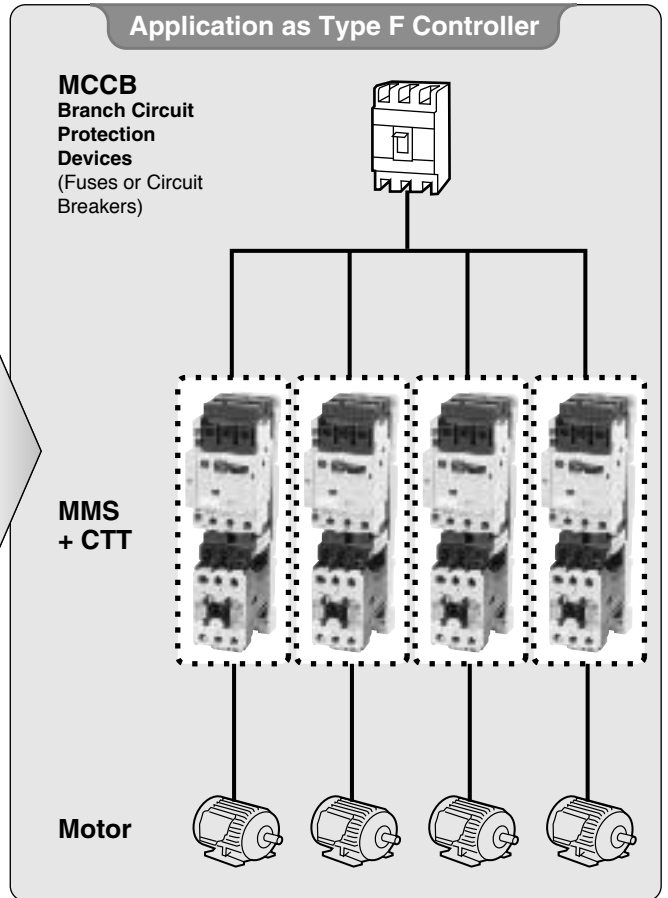 Application as Type F Controller
MCCB
Branch Circuit
Protection
Devices
(Fuses or Circuit
Breakers)
MMS
+ CTT
Motor